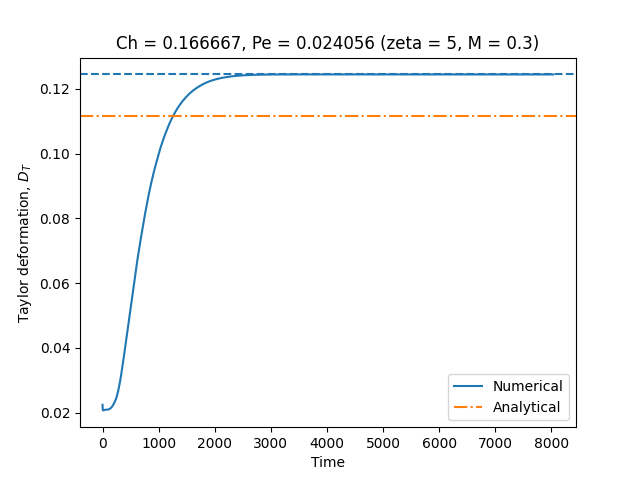 Ch = 0.166667, Pe = 0.024056 (zeta = 5, M = 0.3)
Taylor deformation, $D_T$
0.12
0.10
0.08
0.06
0.04
0.02
Numerical
Analytical
0 1000 2000 3000 4000 5000 6000 7000 8000
Time